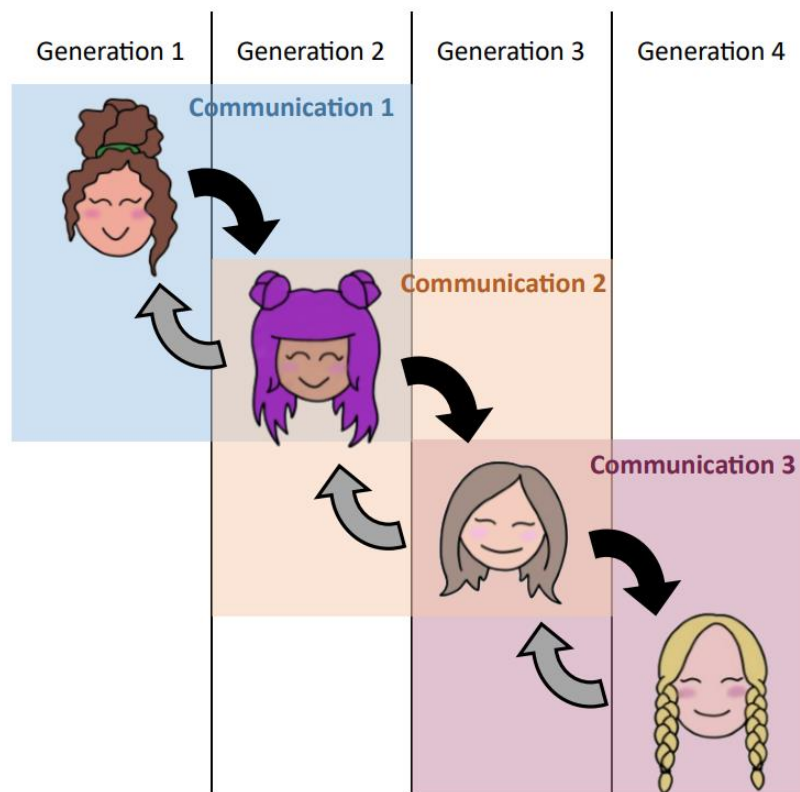 Generation 1 Generation 2 Generation 3 Generation 4
Communication 1
Communication 2
Communication 3